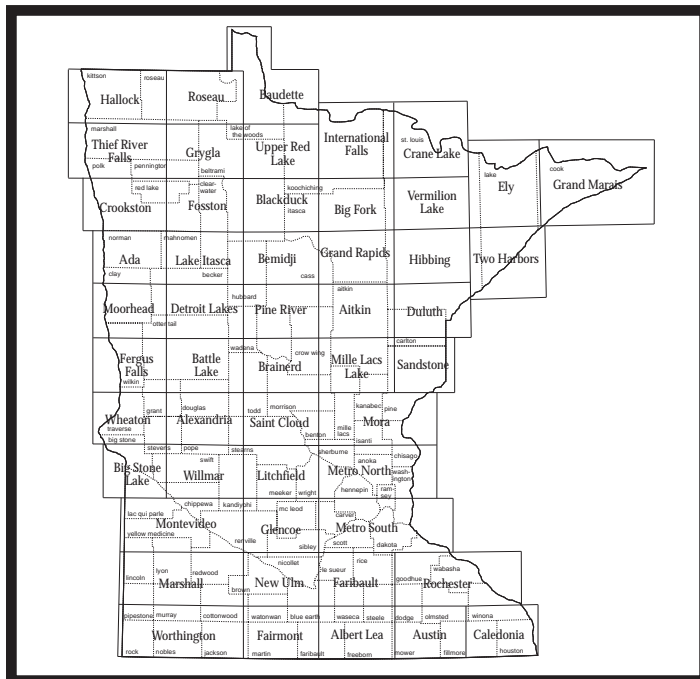 kittson
roseau
Hallock
Roseau
Baudette
marshall
lake of
the woods
Thief River
Falls
Grygla
Upper Red
Lake
International
Falls
st. louis
Crane Lake
polk
pennington
beltrami
lake
Ely
cook
Grand Marais
red lake
clear-
water
koochiching
Crookston
Fosston
Blackduck
itasca
Big Fork
Vermilion
Lake
norman
mahnomen
Ada
Lake Itasca
Bemidji
Grand Rapids
Hibbing
Two Harbors
clay
becker
cass
aitkin
hubbard
Moorhead
Detroit Lakes
Pine River
Aitkin
Duluth
otter tail
carlton
wadena
crow wing
Fergus
Falls
Battle
Lake
Brainerd
Mille Lacs
Lake
Sandstone
wilkin
grant
douglas
todd
morrison
kanabec
pine
Wheaton
Alexandria
Saint Cloud
Mora
traverse
mille
lacs
big stone
benton
isanti
stevens
pope
stearns
sherburne
chisago
swift
anoka
Big Stone
Lake
Willmar
Litchfield
Metro North
wash-
ington
meeker
wright
hennepin
ram-
sey
chippewa
kandiyohi
mc leod
lac qui parle
carver
Montevideo
Glencoe
Metro South
yellow medicine
renville
sibley
scott
dakota
nicollet
rice
lyon
redwood
le sueur
wabasha
lincoln
Marshall
New Ulm
Faribault
goodhue
Rochester
brown
pipestone
murray
cottonwood
watonwan
blue earth
waseca
steele
dodge
olmsted
winona
Worthington
Fairmont
Albert Lea
Austin
Caledonia
rock
nobles
jackson
martin
faribault
freeborn
mower
fillmore
houston